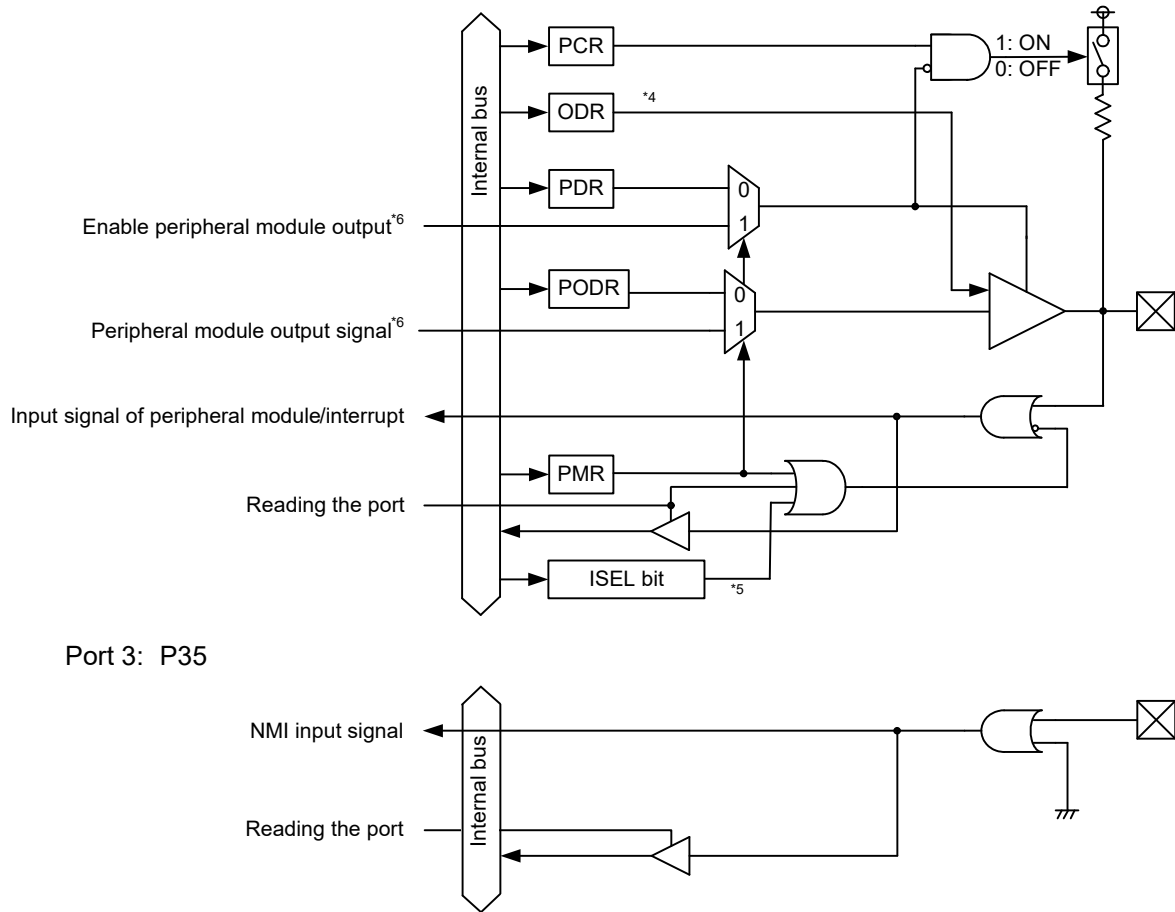 PCR
1: ON
0: OFF
ODR
*4
Internal bus
PDR
0
1
Enable peripheral module output*6
PODR
0
1
Peripheral module output signal*6
Input signal of peripheral module/interrupt
PMR
Reading the port
ISEL bit
*5
Port 3: P35
NMI input signal
Internal bus
Reading the port